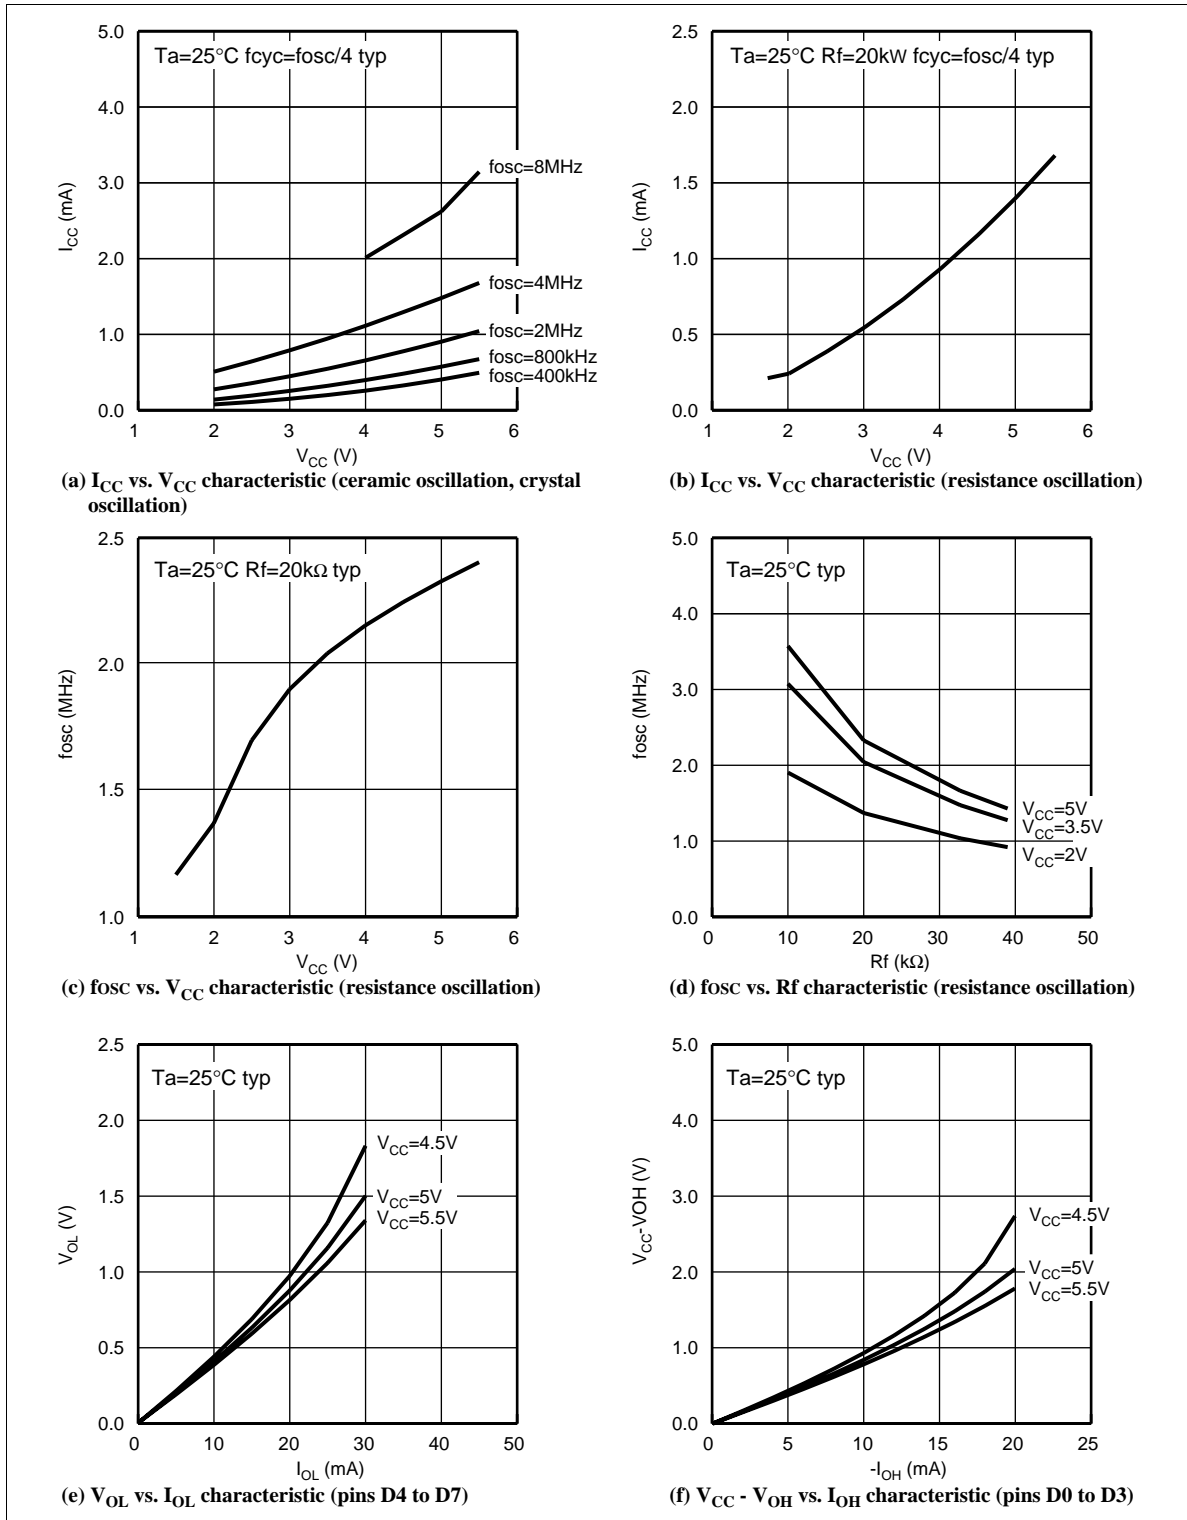 5.0
Ta=25°C fcyc=fosc/4 typ
4.0
3.0
2.0
1.0
0.0
ICC (mA)
fosc=8MHz
fosc=4MHz
fosc=2MHz
fosc=800kHz
fosc=400kHz
1 2 3 4 5 6
VCC (V)
(a) ICC vs. VCC characteristic (ceramic oscillation, crystal
oscillation)
2.5
Ta=25°C Rf=20kW fcyc=fosc/4 typ
2.0
1.5
1.0
0.5
0.0
ICC (mA)
1 2 3 4 5 6
VCC (V)
(b) ICC vs. VCC characteristic (resistance oscillation)
2.5
Ta=25°C Rf=20kΩ typ
2.0
1.5
1.0
fosc (MHz)
1 2 3 4 5 6
VCC (V)
(c) fOSC vs. VCC characteristic (resistance oscillation)
5.0
Ta=25°C typ
4.0
3.0
2.0
1.0
0.0
fosc (MHz)
VCC=5V
VCC=3.5V
VCC=2V
0 10 20 30 40 50
Rf (kΩ)
(d) fOSC vs. Rf characteristic (resistance oscillation)
2.5
Ta=25°C typ
2.0
1.5
1.0
0.5
0.0
VOL (V)
VCC=4.5V
VCC=5V
VCC=5.5V
0 10 20 30 40 50
IOL (mA)
(e) VOL vs. IOL characteristic (pins D4 to D7)
5.0
Ta=25°C typ
4.0
3.0
2.0
1.0
0.0
VCC-VOH (V)
VCC=4.5V
VCC=5V
VCC=5.5V
0 5 10 15 20 25
-IOH (mA)
(f) VCC - VOH vs. IOH characteristic (pins D0 to D3)